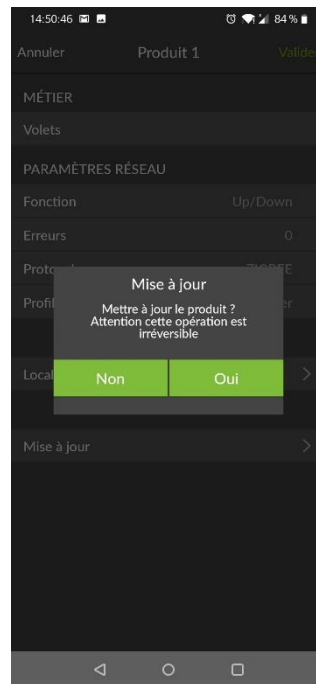 14:50:46 84 %
Annuler Produit 1 Valider
MÉTIER
Volets
PARAMÈTRES RÉSEAU
Fonction Up/Down
Erreurs 0
Mise à jour
Mettre à jour le produit ?
Attention cette opération est
irréversible
Non Oui
Mise à jour